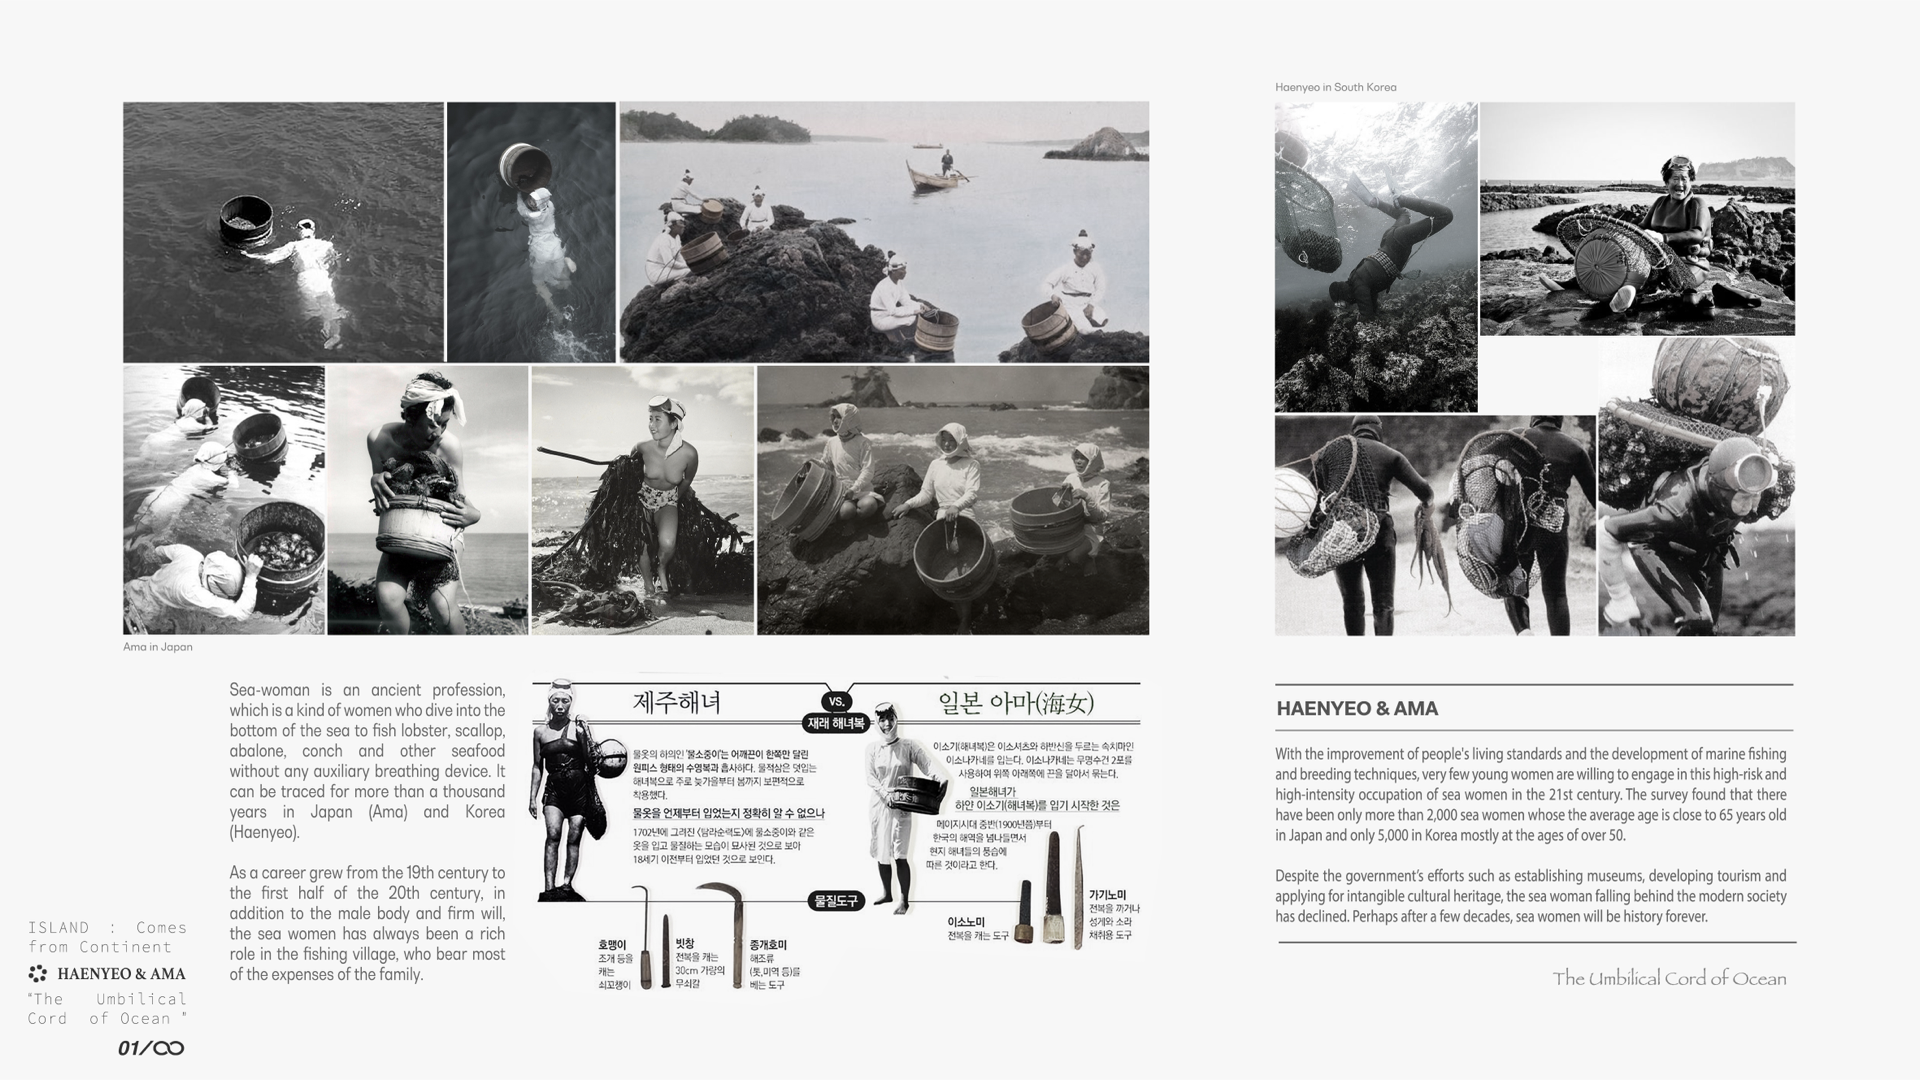 Haenyeo in South Korea
Ama in Japan
Sea-woman is an ancient profession,
which is a kind of women who dive into the
bottom of the sea to fish lobster, scallop,
abalone, conch and other seafood
without any auxiliary breathing device. It
can be traced for more than a thousand
years in Japan (Ama) and Korea
(Haenyeo).
As a career grew from the 19th century to
the first half of the 20th century, in
addition to the male body and firm will,
the sea women has always been a rich
role in the fishing village, who bear most
of the expenses of the family.
제주해녀
VS.
일본 아마(海女)
재래 해녀복
물옷의 하의인 '물소중이'는 어깨끈이 한쪽만 달린
원피스 형태의 수영복과 흡사하다. 물적삼은 덧입는
해녀복으로 주로 늦가을부터 봄까지 보편적으로
착용했다.
물옷을 언제부터 입었는지 정확히 알 수 없으나
1702년에 그려진 <탐라순력도>에 물소중이와 같은
옷을 입고 물질하는 모습이 묘사된 것으로 보아
18세기 이전부터 입었던 것으로 보인다.
이소기(해녀복)은 이소셔츠와 하반신을 두르는 속치마인
이소나카네를 입는다. 이소나카네는 무명수건 2포를
사용하여 위쪽 아래쪽에 끈을 달아서 묶는다.
일본해녀가
하얀 이소기(해녀복)를 입기 시작한 것은
메이지시대 중반(1900년쯤)부터
한국의 해역을 넘나들면서
현지 해녀들의 풍습에
따른 것이라고 한다.
물질도구
호맹이
조개 등을
캐는
쇠꼬챙이
빗창
전복을 캐는
30cm 가량의
무쇠칼
종개호미
해조류
(톳,미역 등)를
베는 도구
이소노미
전복을 캐는 도구
가기노미
전복을 까거나
성게와 소라
채취용 도구
HAENYEO & AMA
With the improvement of people's living standards and the development of marine fishing
and breeding techniques, very few young women are willing to engage in this high-risk and
high-intensity occupation of sea women in the 21st century. The survey found that there
have been only more than 2,000 sea women whose the average age is close to 65 years old
in Japan and only 5,000 in Korea mostly at the ages of over 50.
Despite the government's efforts such as establishing museums, developing tourism and
applying for intangible cultural heritage, the sea woman falling behind the modern society
has declined. Perhaps after a few decades, sea women will be history forever.
The Umbilical Cord of Ocean
ISLAND : Comes
from Continent
HAENYEO & AMA
"The Umbilical
Cord of Ocean "
01/∞